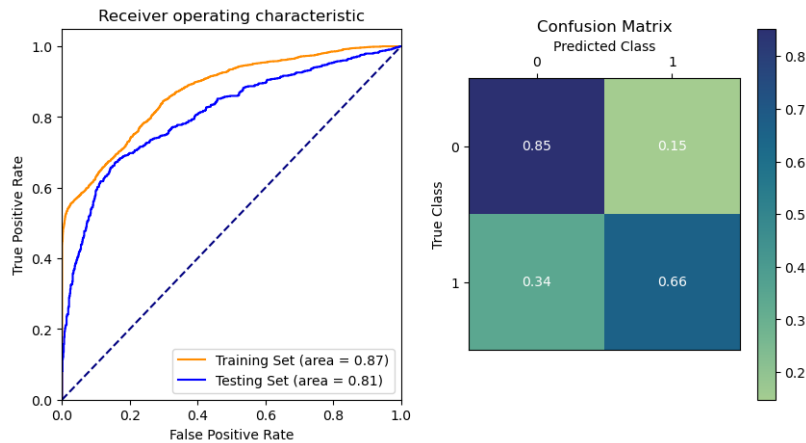 Receiver operating characteristic
True Positive Rate
1.0
0.8
0.6
0.4
0.2
0.0
Training Set (area = 0.87)
Testing Set (area = 0.81)
0.0 0.2 0.4 0.6 0.8 1.0
False Positive Rate
Confusion Matrix
Predicted Class
0 1
True Class
0 0.85 0.15
1 0.34 0.66
0.8
0.7
0.6
0.5
0.4
0.3
0.2